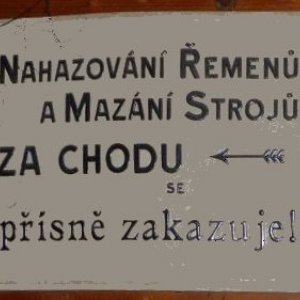 Nahazování Řemenů
a Mazání Strojů
za chodu
se
přísně zakazuje!